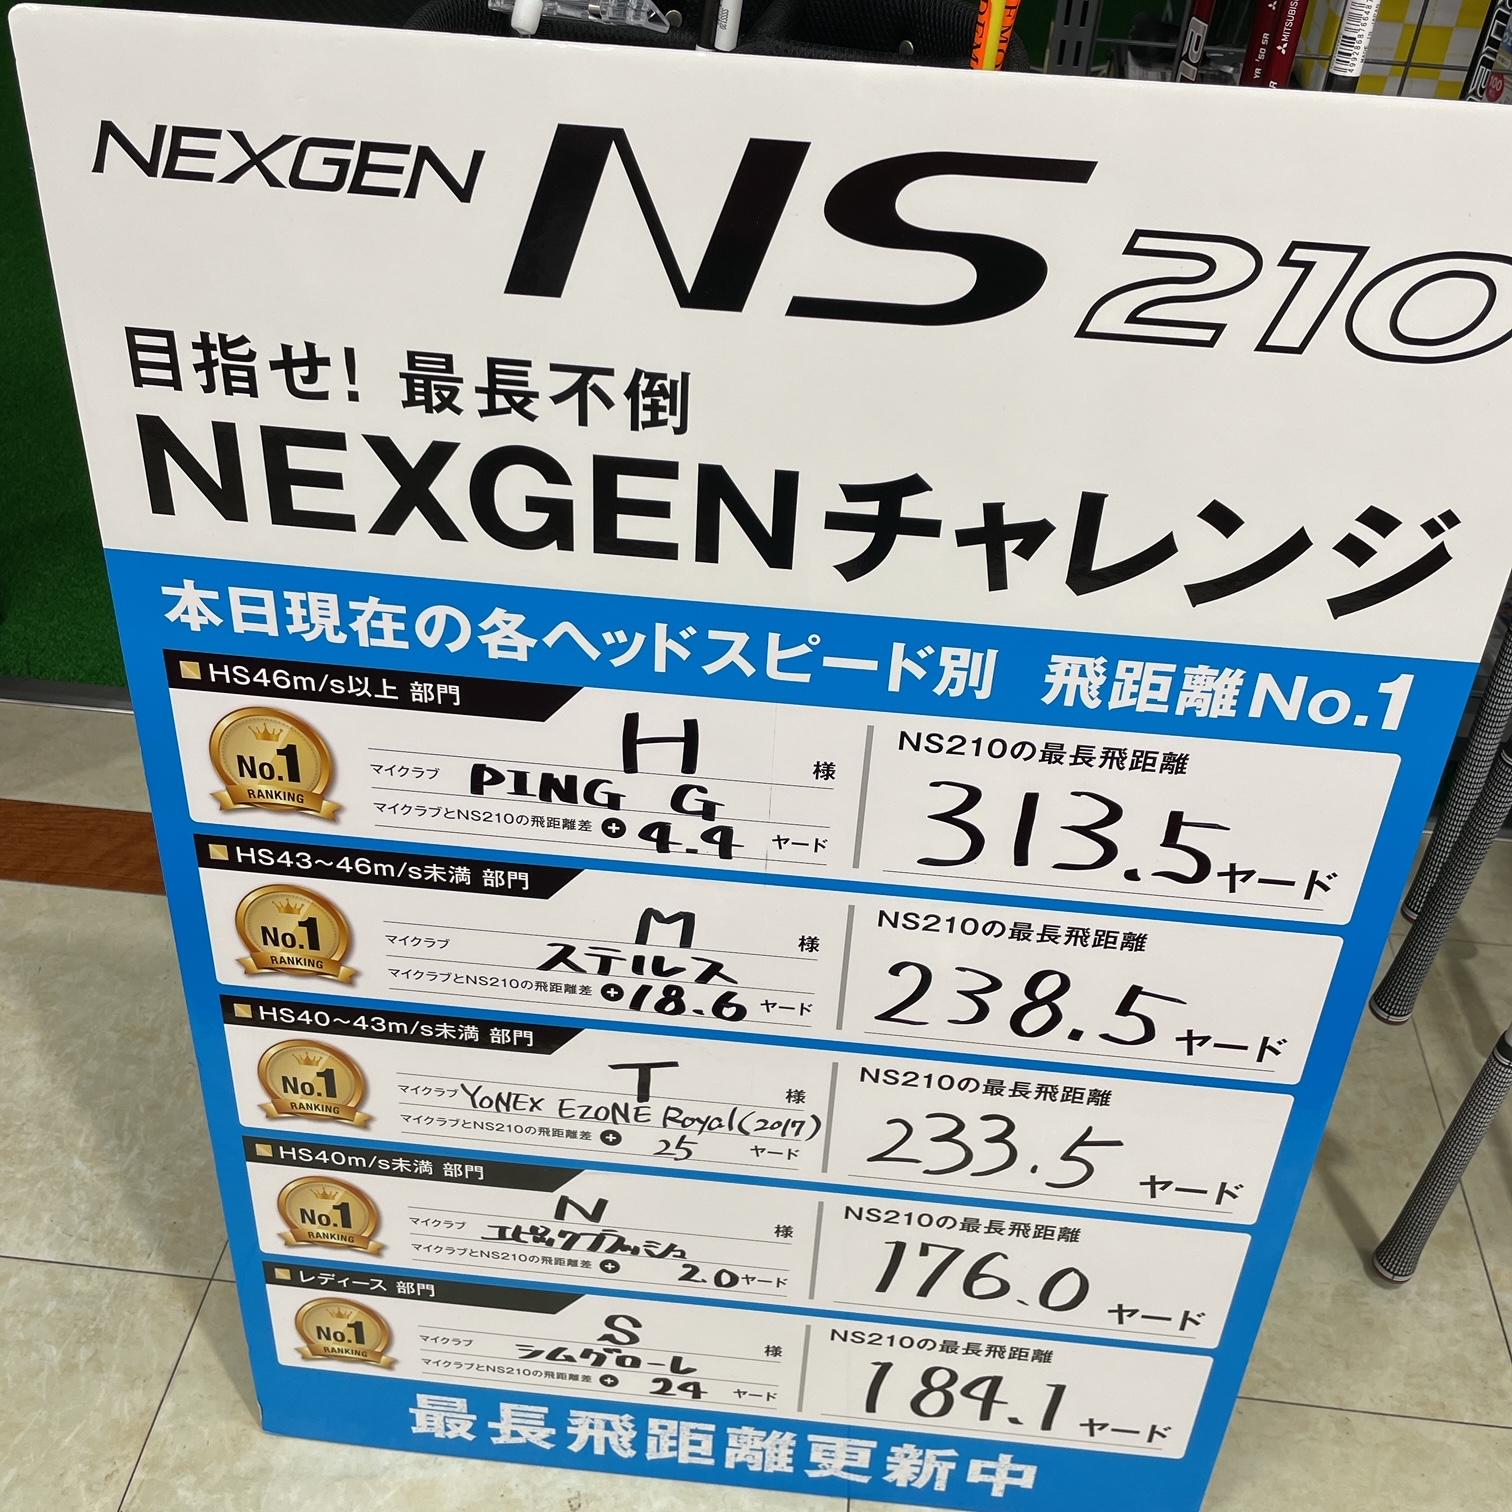 NEXGEN NS210
目指せ! 最長不倒
NEXGENチャレンジ
本日現在の各ヘッドスピード別 飛距離No.1
HS46m/s以上 部門
No.1
RANKING
H 様
マイクラブ PING G
マイクラブとNS210の飛距離差 + 4.4 ヤード
NS210の最長飛距離
313.5ヤード
HS43~46m/s未満 部門
No.1
RANKING
M 様
マイクラブ ステルス
マイクラブとNS210の飛距離差 + 18.6 ヤード
NS210の最長飛距離
238.5ヤード
HS40~43m/s未満 部門
No.1
RANKING
T 様
マイクラブ YONEX EZONE Royal(2017)
マイクラブとNS210の飛距離差 + 25 ヤード
NS210の最長飛距離
233.5ヤード
HS40m/s未満 部門
No.1
RANKING
N 様
マイクラブ エピックフラッシュ
マイクラブとNS210の飛距離差 + 2.0ヤード
NS210の最長飛距離
176.0ヤード
レディース 部門
No.1
RANKING
S 様
マイクラブ ラムグローレ
マイクラブとNS210の飛距離差 + 24 ヤード
NS210の最長飛距離
184.1ヤード
最長飛距離更新中